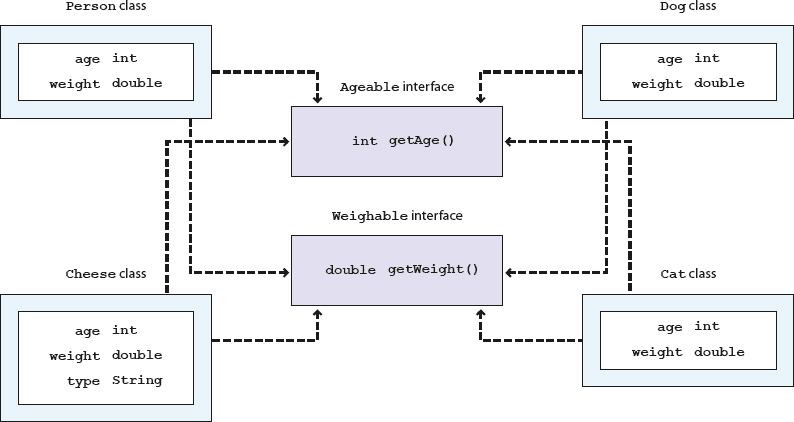 Person class
age int
weight double
Dog class
age int
weight double
Ageable interface
int getAge()
Weighable interface
double getWeight()
Cheese class
age int
weight double
type String
Cat class
age int
weight double